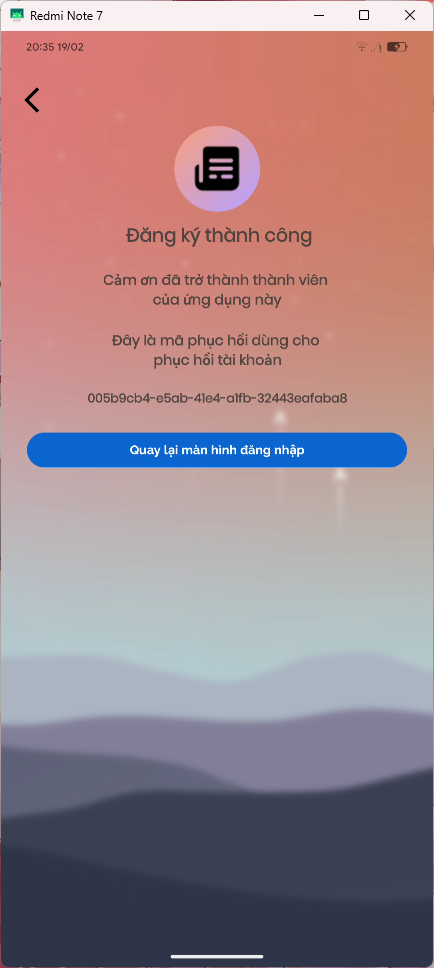 Redmi Note 7
20:35 19/02
Đăng ký thành công
Cảm ơn đã trở thành thành viên
của ứng dụng này
Đây là mã phục hồi dùng cho
phục hồi tài khoản
005b9cb4-e5ab-41e4-a1fb-32443eafaba8
Quay lại màn hình đăng nhập